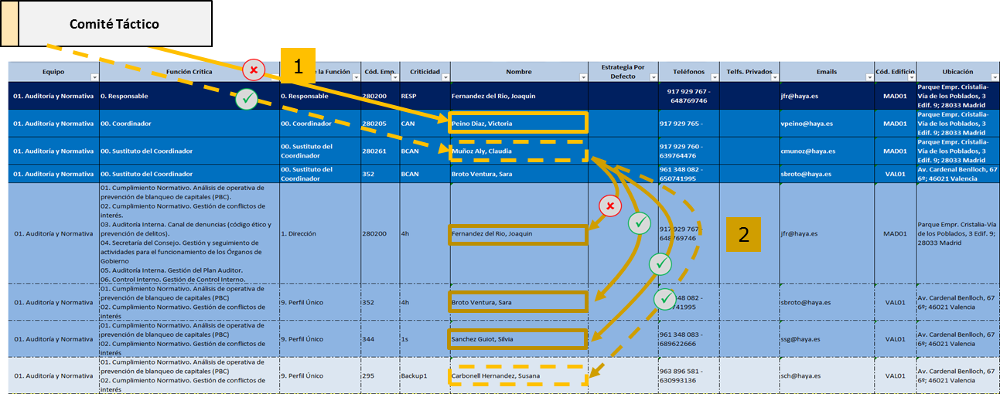 Comité Táctico
1
Equipo
Función Crítica
e la Función
Cód. Emp.
Criticidad
Nombre
Estrategia Por
Defecto
Teléfonos
Telfs. Privados
Emails
Cód. Edificio
Ubicación
01. Auditoría y Normativa
0. Responsable
0. Responsable
280200
RESP
Fernandez del Rio, Joaquin
917 929 767 -
648769746
jfr@haya.es
MAD01
Parque Empr. Cristalia-
Vía de los Poblados, 3
Edif. 9; 28033 Madrid
01. Auditoría y Normativa
00. Coordinador
00. Coordinador
280205
CAN
Peino Diaz, Victoria
917 929 765 -
vpeino@haya.es
MAD01
Parque Empr. Cristalia-
Vía de los Poblados, 3
Edif. 9; 28033 Madrid
01. Auditoría y Normativa
00. Sustituto del Coordinador
00. Sustituto del
Coordinador
280261
BCAN
Muñoz Aly, Claudia
917 929 760 -
639764476
cmunoz@haya.es
MAD01
Parque Empr. Cristalia-
Vía de los Poblados, 3
Edif. 9; 28033 Madrid
01. Auditoría y Normativa
00. Sustituto del Coordinador
00. Sustituto del
Coordinador
352
BCAN
Broto Ventura, Sara
961 348 082 -
650741995
sbroto@haya.es
VAL01
Av. Cardenal Benlloch, 67
6º; 46021 Valencia
01. Auditoría y Normativa
01. Cumplimiento Normativo. Análisis de operativa de
prevención de blanqueo de capitales (PBC).
02. Cumplimiento Normativo. Gestión de conflictos de
interés.
03. Auditoría Interna. Canal de denuncias (código ético y
prevención de delitos).
04. Secretaría del Consejo. Gestión y seguimiento de
actividades para el funcionamiento de los Órganos de
Gobierno
05. Auditoría Interna. Gestión del Plan Auditor.
06. Control Interno. Gestión de Control Interno.
1. Dirección
280200
4h
Fernandez del Rio, Joaquin
917 929 767 -
648769746
2
jfr@haya.es
MAD01
Parque Empr. Cristalia-Vía
de los Poblados, 3 Edif. 9;
28033 Madrid
01. Auditoría y Normativa
01. Cumplimiento Normativo. Análisis de operativa de
prevención de blanqueo de capitales (PBC)
02. Cumplimiento Normativo. Gestión de conflictos de
interés
9. Perfil Único
352
4h
Broto Ventura, Sara
48 082 -
741995
sbroto@haya.es
VAL01
Av. Cardenal Benlloch, 67
6º; 46021 Valencia
01. Auditoría y Normativa
01. Cumplimiento Normativo. Análisis de operativa de
prevención de blanqueo de capitales (PBC)
02. Cumplimiento Normativo. Gestión de conflictos de
interés
9. Perfil Único
344
1s
Sanchez Guiot, Silvia
961 348 083 -
689622666
ssg@haya.es
VAL01
Av. Cardenal Benlloch, 67
6º; 46021 Valencia
01. Auditoría y Normativa
01. Cumplimiento Normativo. Análisis de operativa de
prevención de blanqueo de capitales (PBC)
02. Cumplimiento Normativo. Gestión de conflictos de
interés
9. Perfil Único
295
Backup1
Carbonell Hernandez, Susana
963 896 581 -
630993136
sch@haya.es
VAL01
Av. Cardenal Benlloch, 67
6º; 46021 Valencia